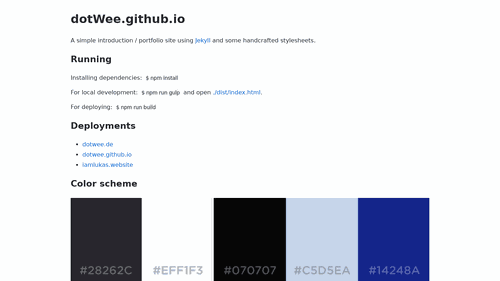 dotWee.github.io
A simple introduction / portfolio site using Jekyll and some handcrafted stylesheets.
Running
Installing dependencies: $ npm install
For local development: $ npm run gulp and open ./dist/index.html.
For deploying: $ npm run build
Deployments
dotwee.de
dotwee.github.io
iamlukas.website
Color scheme
#28262C #EFF1F3 #070707 #C5D5EA #14248A